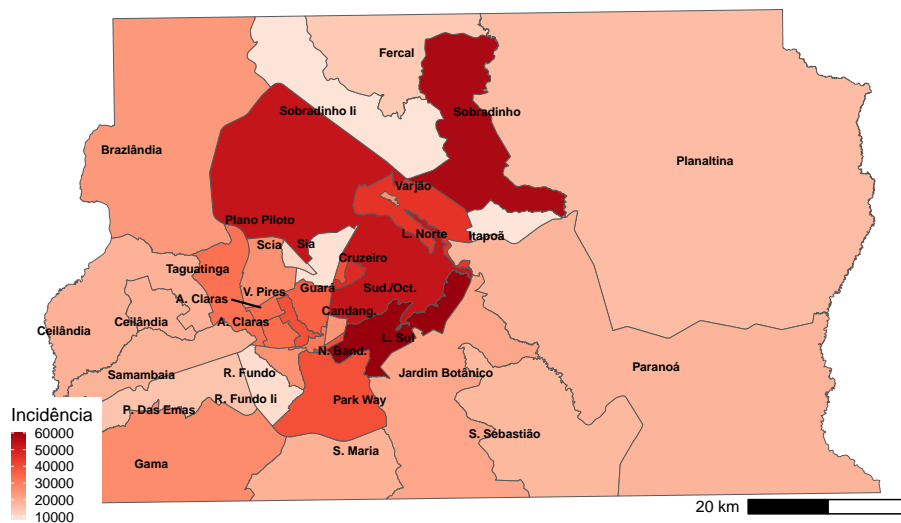 Fercal
Sobradinho Ii
Sobradinho
Brazlândia
Planaltina
Varjão
Plano Piloto
L. Norte
Itapoã
Scia
Sia
Cruzeiro
Taguatinga
V. Pires
Guará
Sud./Oct.
A. Claras
Candang.
Ceilândia
Ceilândia
A. Claras
L. Sul
N. Band.
Samambaia
R. Fundo
Jardim Botânico
Paranoá
R. Fundo Ii
Park Way
P. Das Emas
S. Sebastião
S. Maria
Gama
Incidência
60000
50000
40000
30000
20000
10000
20 km